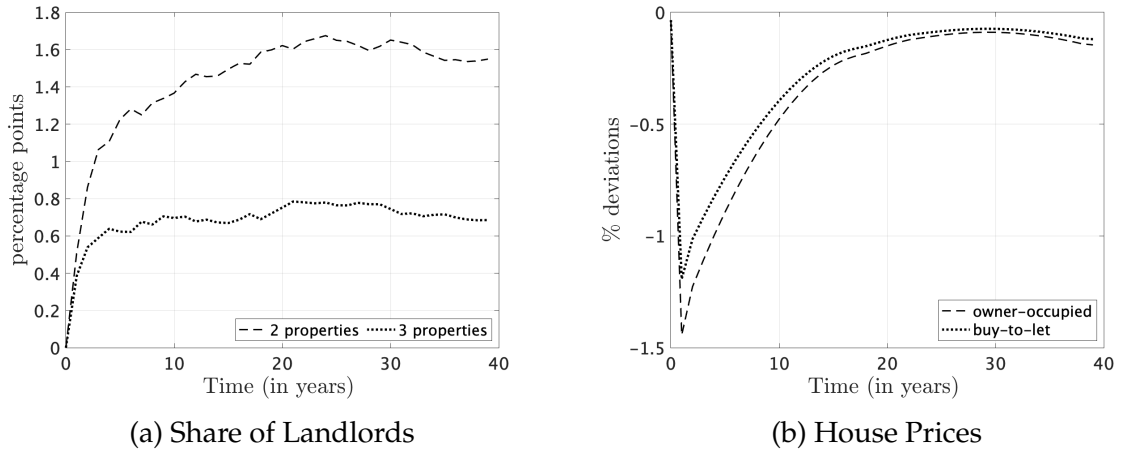 1.8
1.6
1.4
1.2
1
0.8
0.6
0.4
0.2
0
percentage points
2 properties 3 properties
0 10 20 30 40
Time (in years)
(a) Share of Landlords
0
−0.5
−1
−1.5
% deviations
owner-occupied
buy-to-let
0 10 20 30 40
Time (in years)
(b) House Prices